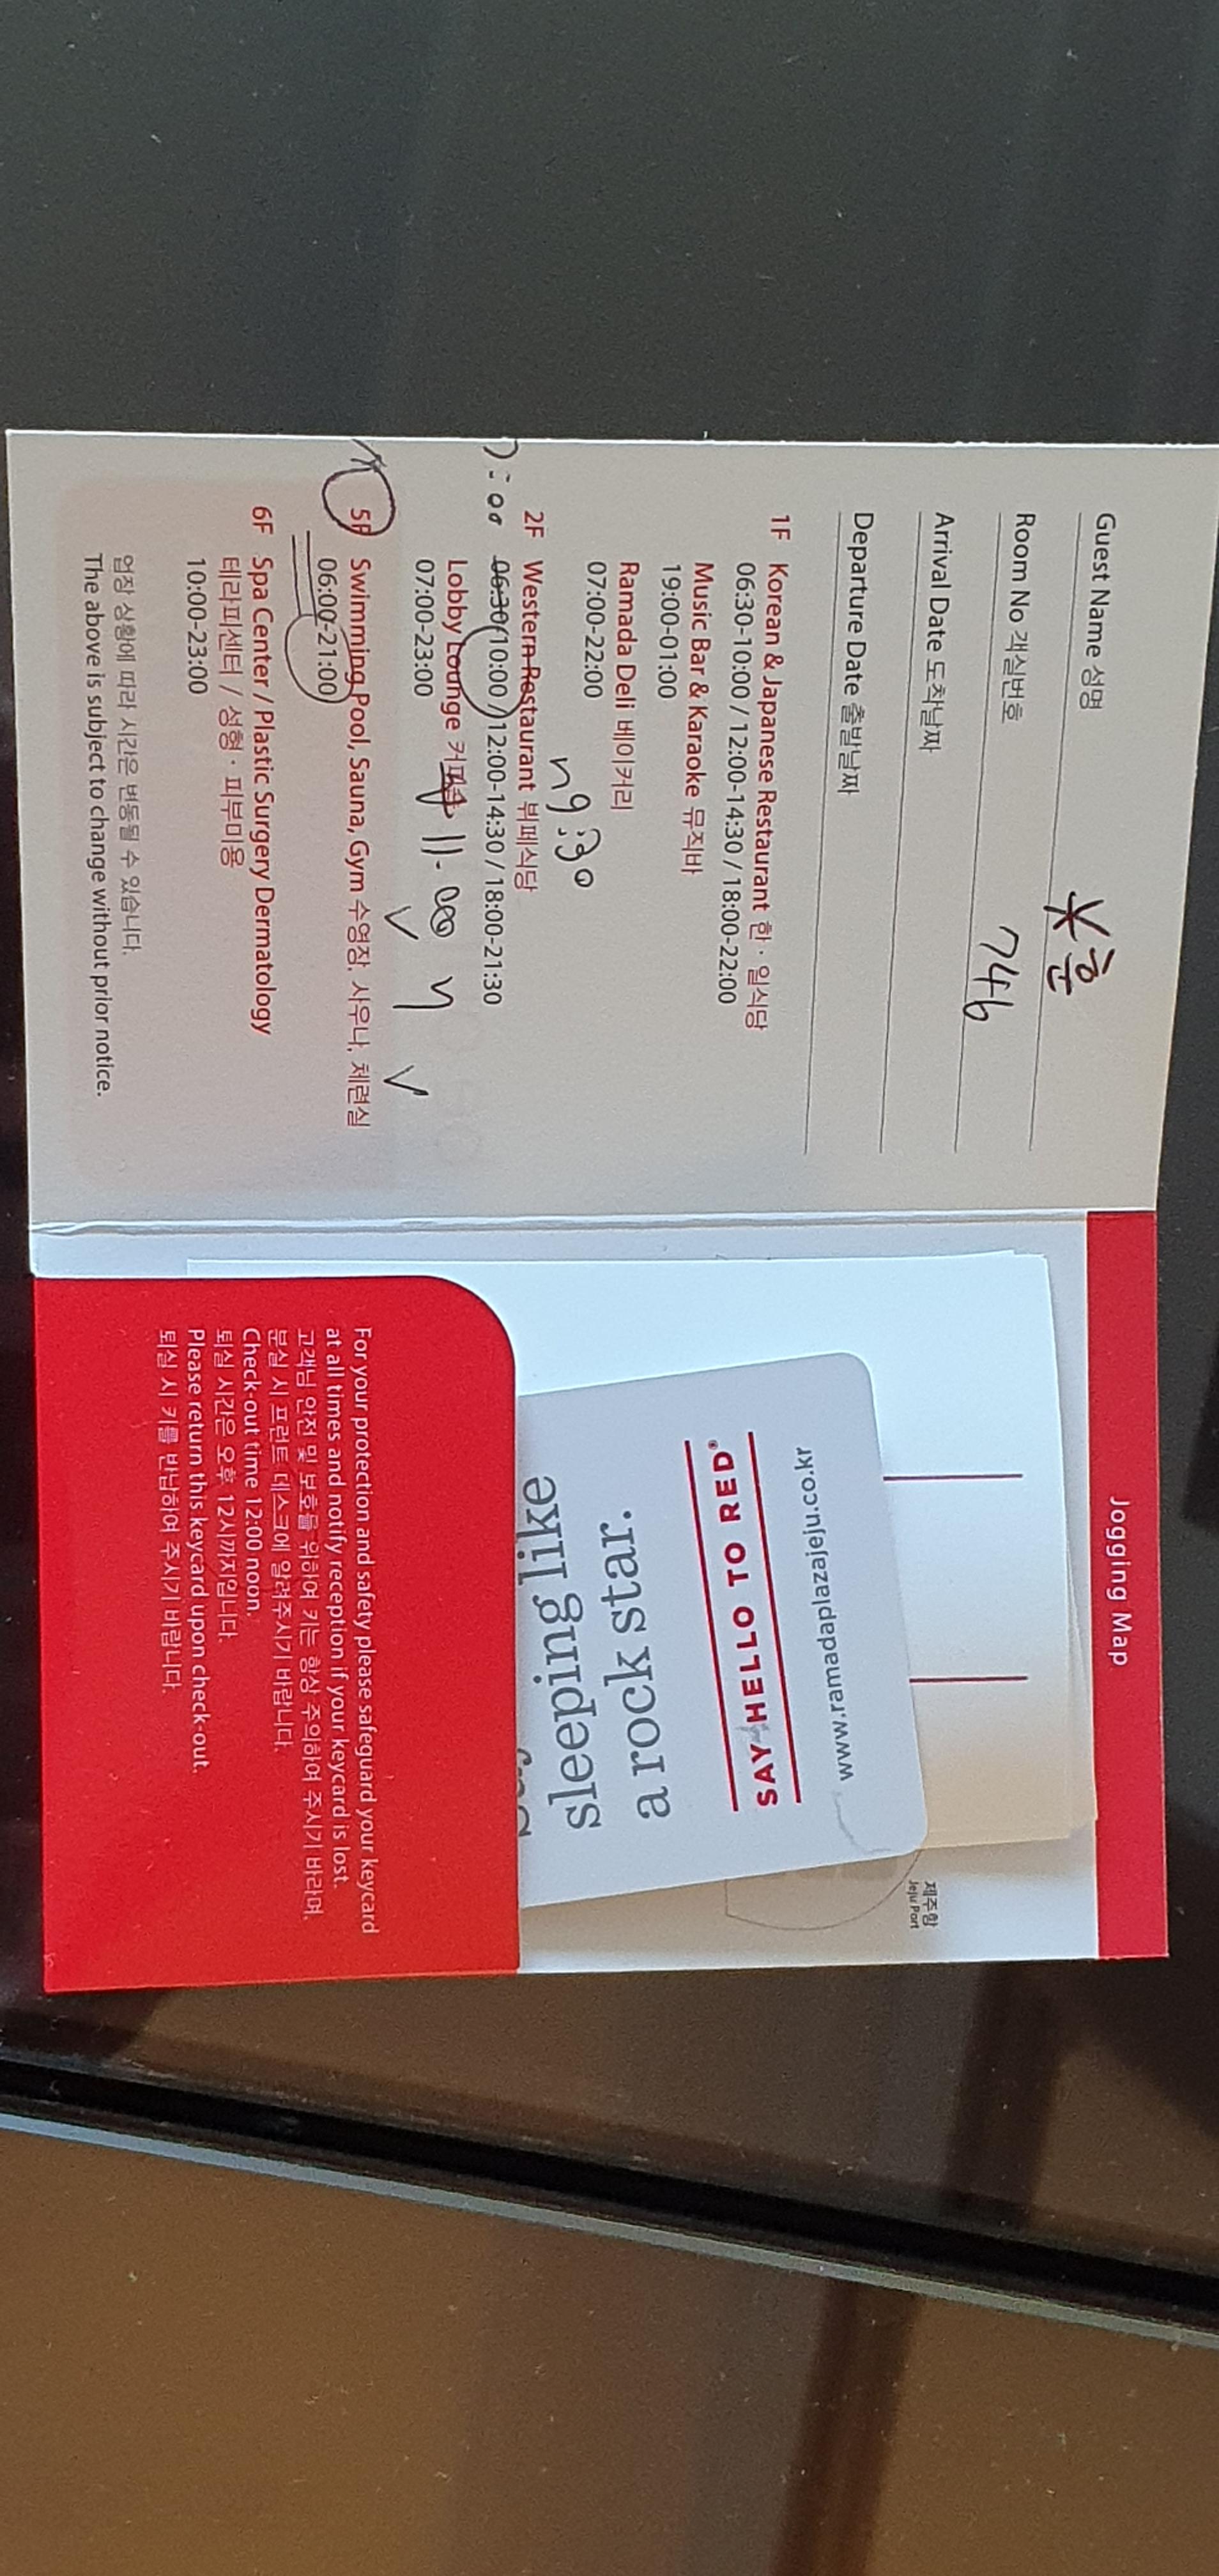 Guest Name 성명
Room No 객실번호 746
Arrival Date 도착날짜
Departure Date 출발날짜
1F Korean & Japanese Restaurant 한 · 일식당
06:30-10:00 / 12:00-14:30 / 18:00-22:00
Music Bar & Karaoke 뮤직바
19:00-01:00
Ramada Deli 베이커리
07:00-22:00
9:30
2F Western Restaurant 뷔페식당
06:30-10:00 / 12:00-14:30 / 18:00-21:30
Lobby Lounge
07:00-23:00
5F Swimming Pool, Sauna, Gym 수영장, 사우나, 체련실
06:00-21:00
6F Spa Center / Plastic Surgery Dermatology
테라피센터 / 성형 · 피부미용
10:00-23:00
업장 상황에 따라 시간은 변동될 수 있습니다.
The above is subject to change without prior notice.
Jogging Map
제주항
Jeju Port
www.ramadaplazajeju.co.kr
SAY HELLO TO RED®
a rock star.
sleeping like
For your protection and safety please safeguard your keycard
at all times and notify reception if your keycard is lost.
고객님 안전 및 보호를 위하여 키는 항상 주의하여 주시기 바라며,
분실 시 프런트 데스크에 알려주시기 바랍니다.
Check-out time 12:00 noon.
퇴실 시간은 오후 12시까지입니다.
Please return this keycard upon check-out.
퇴실 시 키를 반납하여 주시기 바랍니다.